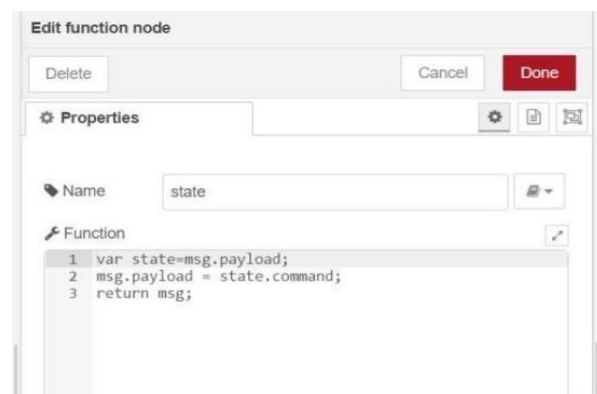 Edit function node
Delete Cancel Done
Properties
Name state
Function
1 var state=msg.payload;
2 msg.payload = state.command;
3 return msg;